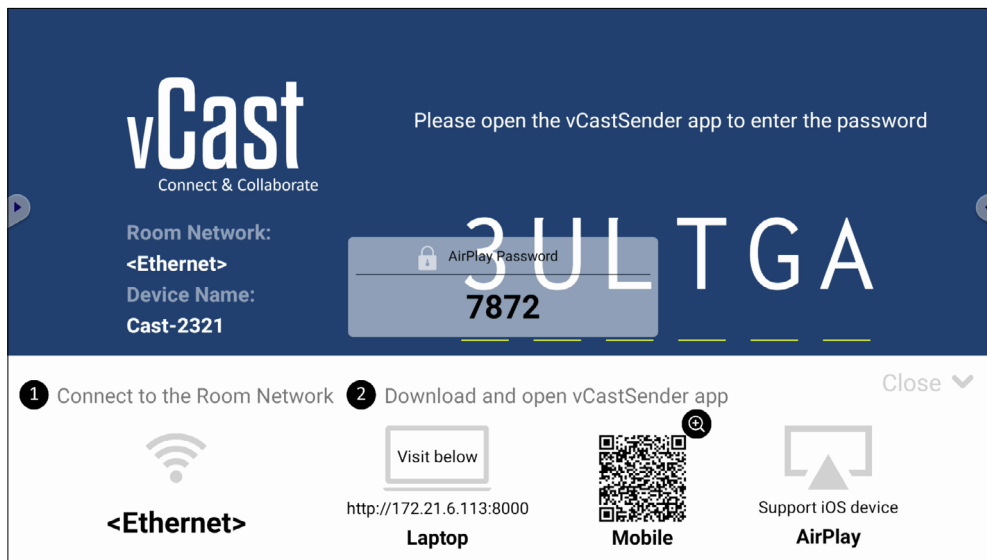 vCast
Connect & Collaborate
Please open the vCastSender app to enter the password
Room Network:
<Ethernet>
Device Name:
Cast-2321
3ULTGA
AirPlay Password
7872
1 Connect to the Room Network
2 Download and open vCastSender app
Close
<Ethernet>
Visit below
http://172.21.6.113:8000
Laptop
Mobile
Support iOS device
AirPlay